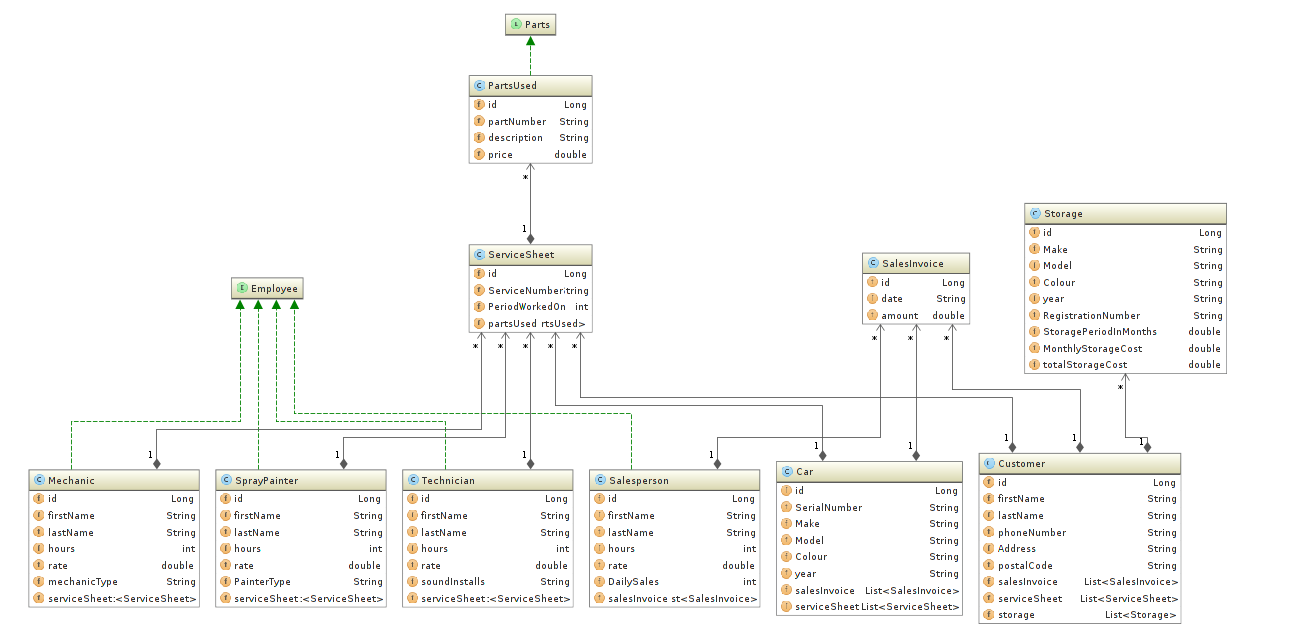 Parts
PartsUsed
id Long
partNumber String
description String
price double
*
1
ServiceSheet
id Long
ServiceNumber:tring
PeriodWorkedOn int
partsUsed rtsUsed>
* * * * *
Employee
SalesInvoice
id Long
date String
amount double
* * *
Storage
id Long
Make String
Model String
Colour String
year String
RegistrationNumber String
StoragePeriodInMonths double
MonthlyStorageCost double
totalStorageCost double
*
1 1 1 1 1 1 1 1 1
Mechanic
id Long
firstName String
lastName String
hours int
rate double
mechanicType String
serviceSheet:<ServiceSheet>
SprayPainter
id Long
firstName String
lastName String
hours int
rate double
PainterType String
serviceSheet:<ServiceSheet>
Technician
id Long
firstName String
lastName String
hours int
rate double
soundInstalls String
serviceSheet:<ServiceSheet>
Salesperson
id Long
firstName String
lastName String
hours int
rate double
DailySales int
salesInvoice st<SalesInvoice>
Car
id Long
SerialNumber String
Make String
Model String
Colour String
year String
salesInvoice List<SalesInvoice>
serviceSheet List<ServiceSheet>
Customer
id Long
firstName String
lastName String
phoneNumber String
Address String
postalCode String
salesInvoice List<SalesInvoice>
serviceSheet List<ServiceSheet>
storage List<Storage>